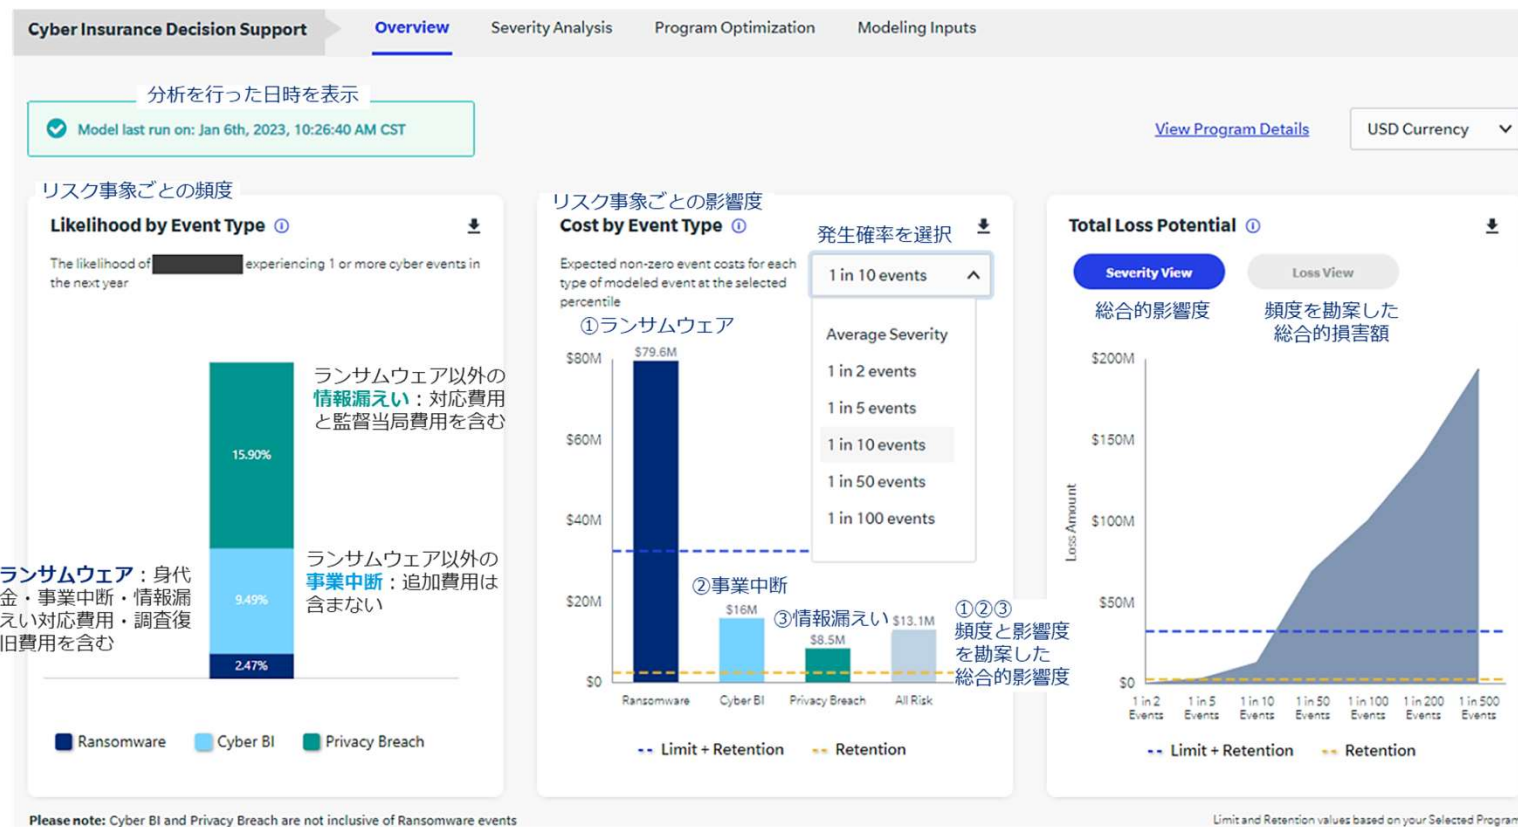 Cyber Insurance Decision Support
Overview
Severity Analysis
Program Optimization
Modeling Inputs
分析を行った日時を表示
Model last run on: Jan 6th, 2023, 10:26:40 AM CST
View Program Details
USD Currency
リスク事象ごとの頻度
Likelihood by Event Type
The likelihood of
experiencing 1 or more cyber events in
the next year
ランサムウェア以外の
情報漏えい：対応費用
と監督当局費用を含む
15.90%
ランサムウェア以外の
事業中断：追加費用は
含まない
ランサムウェア：身代
金・事業中断・情報漏
えい対応費用・調査復
旧費用を含む
9.49%
2.47%
Ransomware
Cyber BI
Privacy Breach
リスク事象ごとの影響度
Cost by Event Type
発生確率を選択
Expected non-zero event costs for each
type of modeled event at the selected
percentile
1 in 10 events
Average Severity
1 in 2 events
1 in 5 events
1 in 10 events
1 in 50 events
1 in 100 events
①ランサムウェア
$80M
$79.6M
$60M
$40M
②事業中断
$20M
$16M
③情報漏えい
$8.5M
$13.1M
①②③
頻度と影響度
を勘案した
総合的影響度
$0
Ransomware
Cyber BI
Privacy Breach
All Risk
Limit + Retention
Retention
Total Loss Potential
Severity View
Loss View
総合的影響度
頻度を勘案した
総合的損害額
$200M
$150M
$100M
$50M
$0
Loss Amount
1 in 2
Events
1 in 5
Events
1 in 10
Events
1 in 50
Events
1 in 100
Events
1 in 200
Events
1 in 500
Events
Limit + Retention
Retention
Please note: Cyber BI and Privacy Breach are not inclusive of Ransomware events
Limit and Retention values based on your Selected Program